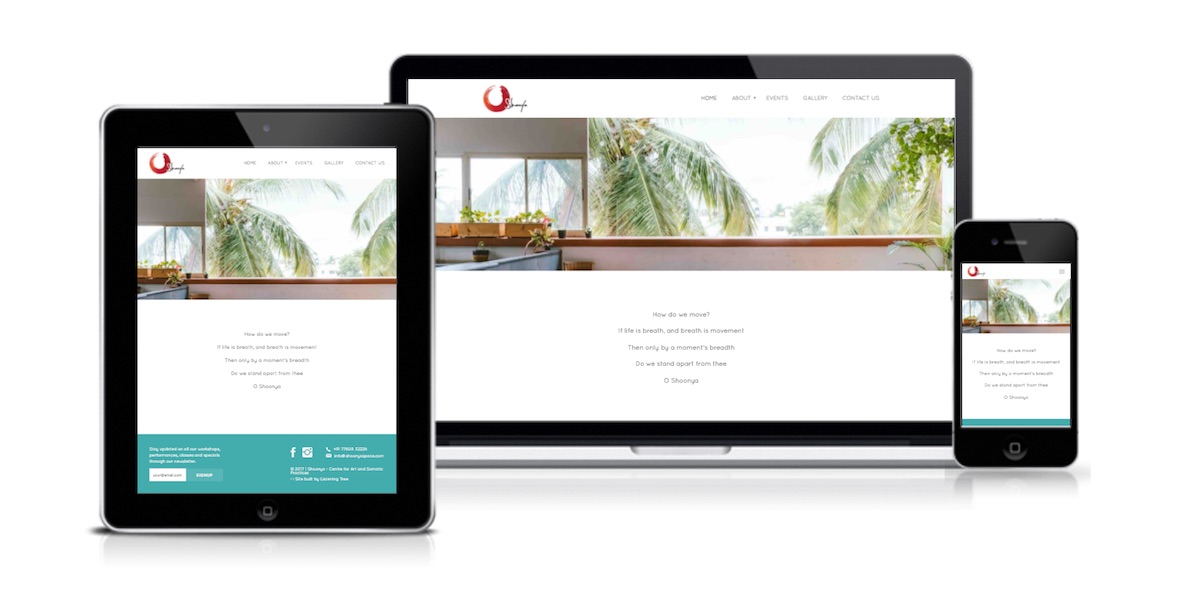 Shoonya
HOME ABOUT EVENTS GALLERY CONTACT US
How do we move?
If life is breath, and breath is movement
Then only by a moment's breadth
Do we stand apart from thee
O Shoonya
Stay updated on all our workshops,
performances, classes and specials
through our newsletter.
your@email.com SIGNUP
info@shoonyaspace.com
© 2017 | Shoonya - Centre for Art and Somatic
Practices
Site built by Listening Tree
Shoonya
HOME ABOUT EVENTS GALLERY CONTACT US
How do we move?
If life is breath, and breath is movement
Then only by a moment's breadth
Do we stand apart from thee
O Shoonya
How do we move?
If life is breath, and breath is movement
Then only by a moment's breadth
Do we stand apart from thee
O Shoonya